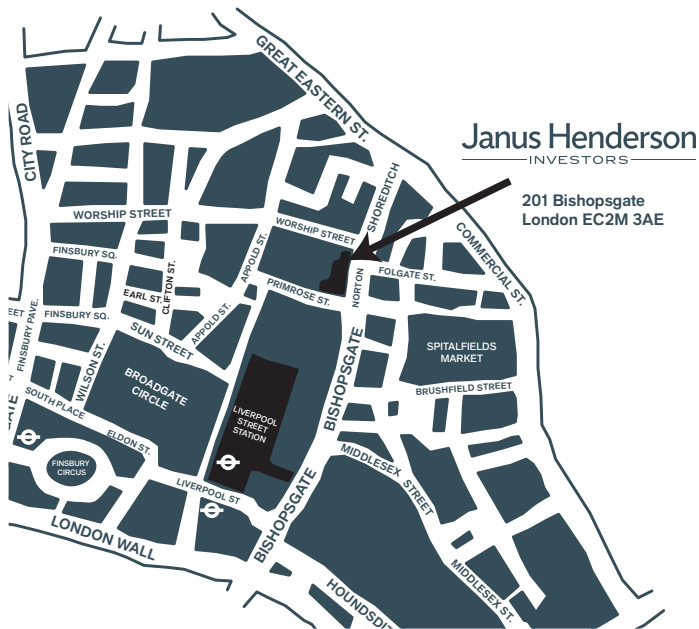 GREAT EASTERN ST.
CITY ROAD
Janus Henderson
INVESTORS
201 Bishopsgate
London EC2M 3AE
SHOREDITCH
WORSHIP STREET
WORSHIP STREET
COMMERCIAL ST.
FINSBURY SQ.
APPOLD ST.
FOLGATE ST.
CLIFTON ST.
EARL ST.
PRIMROSE ST.
NORTON
FINSBURY PAVE.
EET
FINSBURY SQ.
SUN STREET
APPOLD ST.
BISHOPSGATE
SPITALFIELDS
MARKET
WILSON ST.
BROADGATE
CIRCLE
BRUSHFIELD STREET
T
GATE
SOUTH PLACE
LIVERPOOL
STREET
STATION
ELDON ST.
FINSBURY
CIRCUS
MIDDLESEX STREET
LIVERPOOL ST
BISHOPSGATE
LONDON WALL
MIDDLESEX ST.
HOUNDSDIT